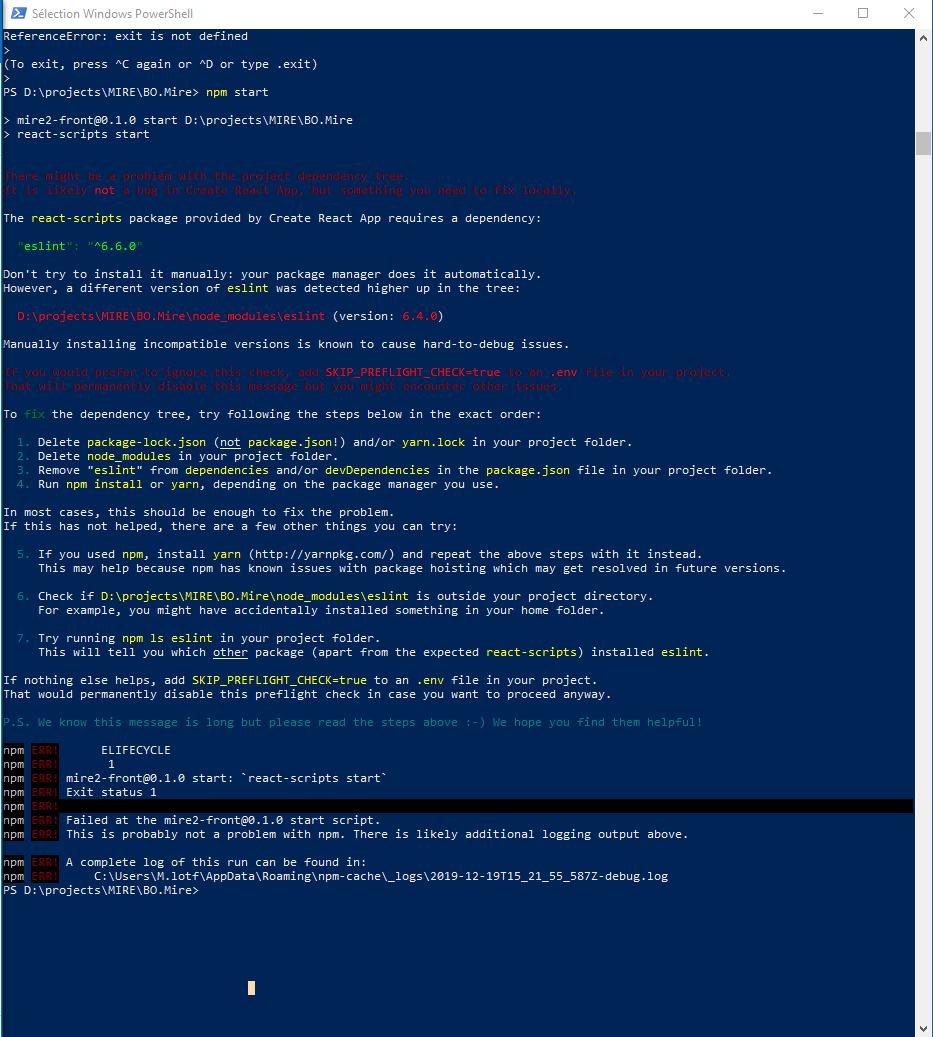 Sélection Windows PowerShell
ReferenceError: exit is not defined
>
(To exit, press ^C again or ^D or type .exit)
>
PS D:\projects\MIRE\BO.Mire> npm start
> mire2-front@0.1.0 start D:\projects\MIRE\BO.Mire
> react-scripts start
There might be a problem with the project dependency tree.
It is likely not a bug in Create React App, but something you need to fix locally.
The react-scripts package provided by Create React App requires a dependency:
"eslint": "^6.6.0"
Don't try to install it manually: your package manager does it automatically.
However, a different version of eslint was detected higher up in the tree:
D:\projects\MIRE\BO.Mire\node_modules\eslint (version: 6.4.0)
Manually installing incompatible versions is known to cause hard-to-debug issues.
If you would prefer to ignore this check, add SKIP_PREFLIGHT_CHECK=true to an .env file in your project.
That will permanently disable this message but you might encounter other issues.
To fix the dependency tree, try following the steps below in the exact order:
1. Delete package-lock.json (not package.json!) and/or yarn.lock in your project folder.
2. Delete node_modules in your project folder.
3. Remove "eslint" from dependencies and/or devDependencies in the package.json file in your project folder.
4. Run npm install or yarn, depending on the package manager you use.
In most cases, this should be enough to fix the problem.
If this has not helped, there are a few other things you can try:
5. If you used npm, install yarn (http://yarnpkg.com/) and repeat the above steps with it instead.
This may help because npm has known issues with package hoisting which may get resolved in future versions.
6. Check if D:\projects\MIRE\BO.Mire\node_modules\eslint is outside your project directory.
For example, you might have accidentally installed something in your home folder.
7. Try running npm ls eslint in your project folder.
This will tell you which other package (apart from the expected react-scripts) installed eslint.
If nothing else helps, add SKIP_PREFLIGHT_CHECK=true to an .env file in your project.
That would permanently disable this preflight check in case you want to proceed anyway.
P.S. We know this message is long but please read the steps above :-) We hope you find them helpful!
npm ERR! ELIFECYCLE
npm ERR! 1
npm ERR! mire2-front@0.1.0 start: `react-scripts start`
npm ERR! Exit status 1
npm ERR!
npm ERR! Failed at the mire2-front@0.1.0 start script.
npm ERR! This is probably not a problem with npm. There is likely additional logging output above.
npm ERR! A complete log of this run can be found in:
npm ERR! C:\Users\M.lotf\AppData\Roaming\npm-cache\_logs\2019-12-19T15_21_55_587Z-debug.log
PS D:\projects\MIRE\BO.Mire>